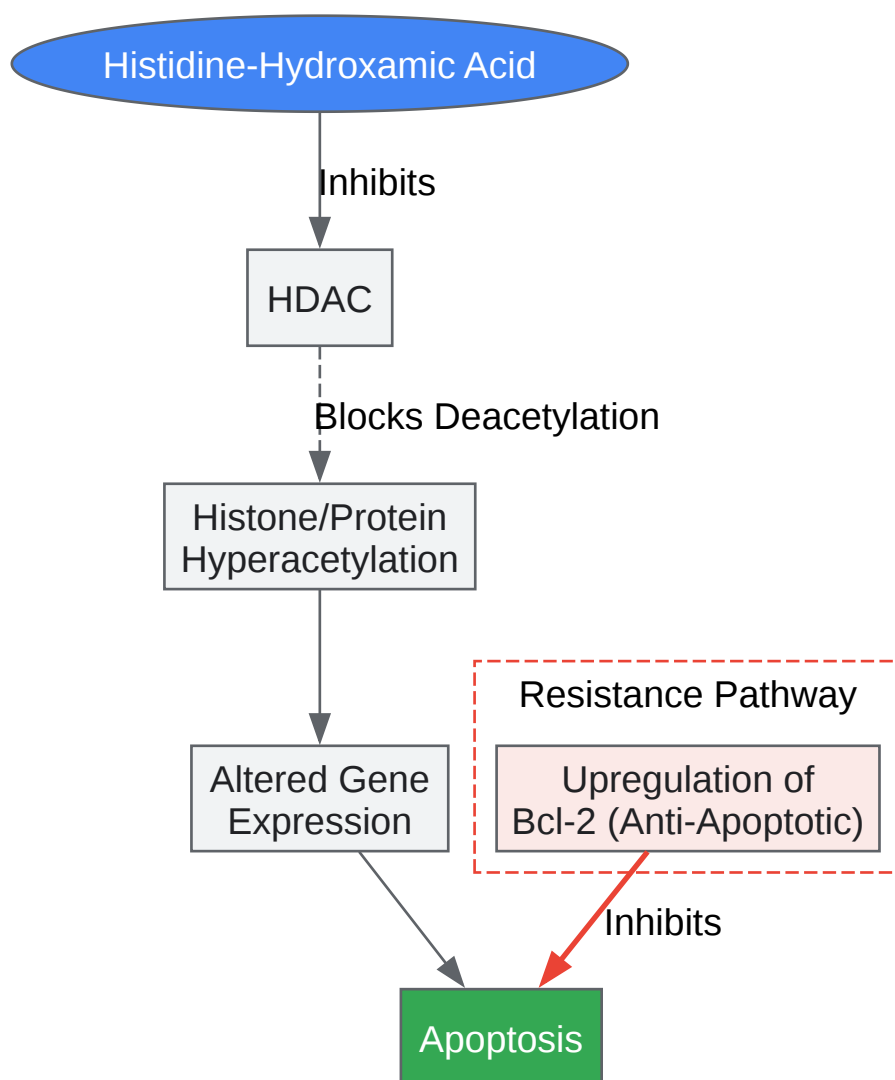 Histidine-Hydroxamic Acid
Inhibits
HDAC
Blocks Deacetylation
Histone/Protein
Hyperacetylation
Resistance Pathway
Altered Gene
Expression
Upregulation of
Bcl-2 (Anti-Apoptotic)
Inhibits
Apoptosis